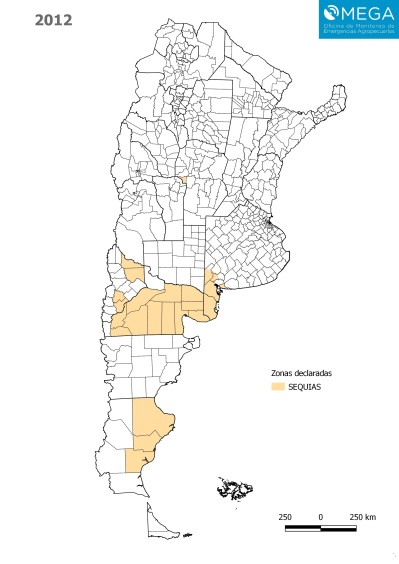 2012
OMEGA
Oficina de Monitoreo de
Emergencias Agropecuarias
Zonas declaradas
SEQUIAS
250 0 250 km